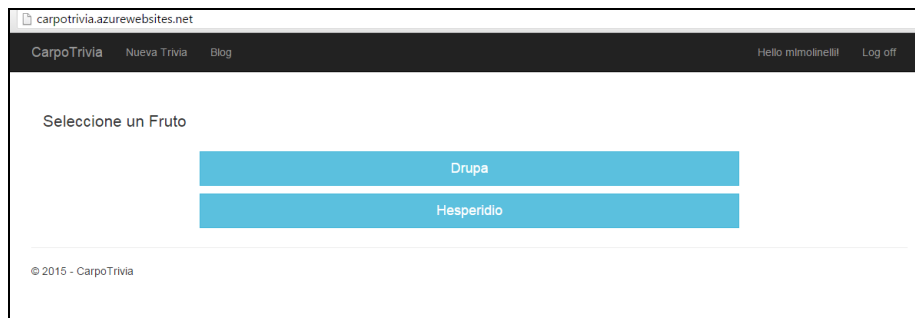 carpotrivia.azurewebsites.net
CarpoTrivia Nueva Trivia Blog Hello mlmolinelli! Log off
Seleccione un Fruto
Drupa
Hesperidio
© 2015 - CarpoTrivia